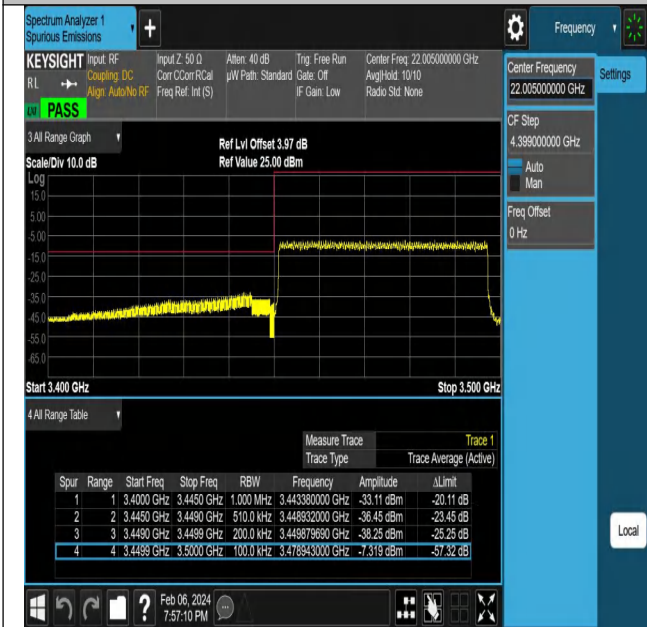 Spectrum Analyzer 1
Spurious Emissions
+
Frequency
KEYSIGHT Input: RF Input Z: 50 Ω Atten: 40 dB Trig: Free Run Center Freq: 22.005000000 GHz
RL Coupling: DC Corr CCorr RCal µW Path: Standard Gate: Off Avg|Hold: 10/10
Align: Auto/No RF Freq Ref: Int (S) IF Gain: Low Radio Std: None
PASS
Center Frequency
22.005000000 GHz
Settings
CF Step
4.399000000 GHz
Auto
Man
Freq Offset
0 Hz
3 All Range Graph
Ref Lvl Offset 3.97 dB
Scale/Div 10.0 dB Ref Value 25.00 dBm
Log
15.0
5.00
-5.00
-15.0
-25.0
-35.0
-45.0
-55.0
-65.0
Start 3.400 GHz Stop 3.500 GHz
4 All Range Table
Measure Trace Trace 1
Trace Type Trace Average (Active)
Spur Range Start Freq Stop Freq RBW Frequency Amplitude ΔLimit
1 1 3.4000 GHz 3.4450 GHz 1.000 MHz 3.443380000 GHz -33.11 dBm -20.11 dB
2 2 3.4450 GHz 3.4490 GHz 510.0 kHz 3.448932000 GHz -36.45 dBm -23.45 dB
3 3 3.4490 GHz 3.4499 GHz 200.0 kHz 3.449879690 GHz -38.25 dBm -25.25 dB
4 4 3.4499 GHz 3.5000 GHz 100.0 kHz 3.478943000 GHz -7.319 dBm -57.32 dB
Local
?
Feb 06, 2024
7:57:10 PM